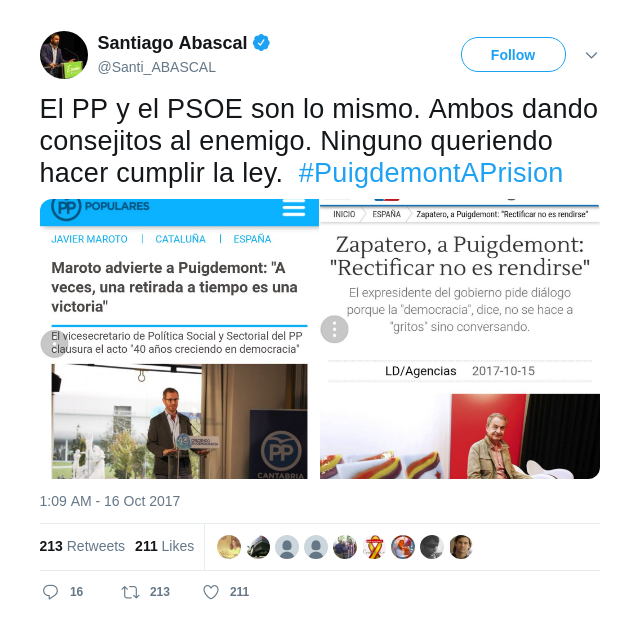 Santiago Abascal
@Santi_ABASCAL
Follow
El PP y el PSOE son lo mismo. Ambos dando
consejitos al enemigo. Ninguno queriendo
hacer cumplir la ley. #PuigdemontAPrision
PP POPULARES
JAVIER MAROTO | CATALUÑA | ESPAÑA
Maroto advierte a Puigdemont: "A
veces, una retirada a tiempo es una
victoria"
El vicesecretario de Política Social y Sectorial del PP
clausura el acto "40 años creciendo en democracia"
PP
CANTABRIA
INICIO ESPAÑA Zapatero, a Puigdemont: "Rectificar no es rendirse"
Zapatero, a Puigdemont:
"Rectificar no es rendirse"
El expresidente del gobierno pide diálogo
porque la "democracia", dice, no se hace a
"gritos" sino conversando.
LD/Agencias 2017-10-15
1:09 AM - 16 Oct 2017
213 Retweets 211 Likes
16 213 211